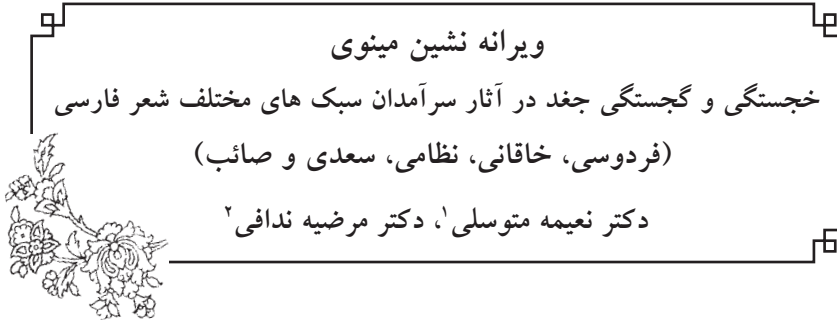 ویرانه نشین مینوی
خجستگی و گجستگی جغد در آثار سرآمدان سبک های مختلف شعر فارسی
(فردوسی، خاقانی، نظامی، سعدی و صائب)
دکتر نعیمه متوسلی۱، دکتر مرضیه ندافی۲